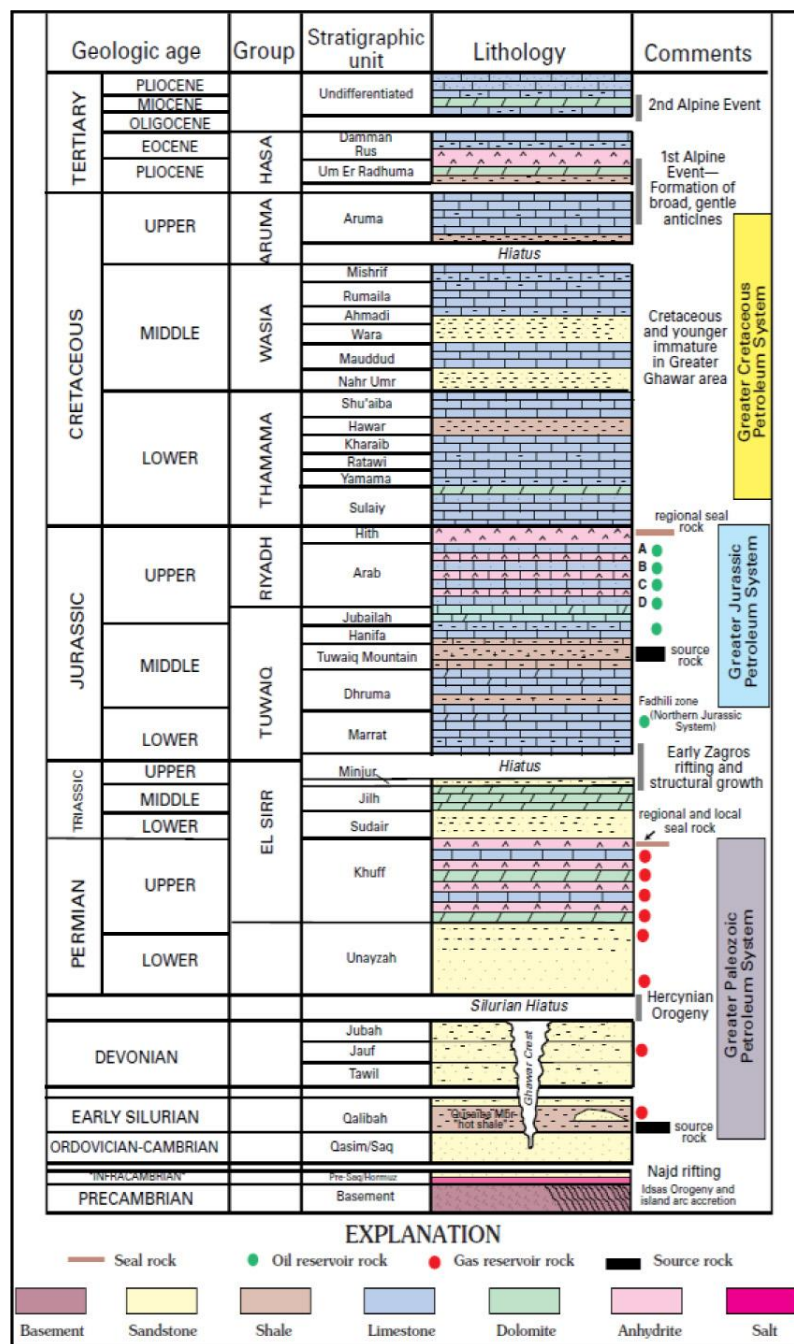 Geologic age
Group
Stratigraphic
unit
Lithology
Comments
TERTIARY
PLIOCENE
MIOCENE
OLIGOCENE
EOCENE
PLIOCENE
HASA
Undifferentiated
Damman
Rus
Um Er Radhuma
2nd Alpine Event
1st Alpine
Event—
Formation of
broad, gentle
anticlines
CRETACEOUS
UPPER
ARUMA
Aruma
Hiatus
MIDDLE
WASIA
Mishrif
Rumaila
Ahmadi
Wara
Mauddud
Nahr Umr
Cretaceous
and younger
immature
in Greater
Ghawar area
Greater Cretaceous
Petroleum System
LOWER
THAMAMA
Shu'aiba
Hawar
Kharaib
Ratawi
Yamama
Sulaiy
regional seal
rock
JURASSIC
UPPER
RIYADH
Hith
Arab
A
B
C
D
Greater Jurassic
Petroleum System
MIDDLE
TUWAIQ
Jubailah
Hanifa
Tuwaiq Mountain
Dhruma
source
rock
Fadhili zone
(Northern Jurassic
System)
LOWER
Marrat
Hiatus
Early Zagros
rifting and
structural growth
TRIASSIC
UPPER
MIDDLE
LOWER
EL SIRR
Minjur
Jilh
Sudair
regional and local
seal rock
PERMIAN
UPPER
LOWER
Khuff
Unayzah
Greater Paleozoic
Petroleum System
Silurian Hiatus
Hercynian
Orogeny
DEVONIAN
Jubah
Jauf
Tawil
Ghawar Crest
EARLY SILURIAN
Qalibah
Qusaiba Mbr
"hot shale"
source
rock
ORDOVICIAN-CAMBRIAN
Qasim/Saq
"INFRACAMBRIAN"
Pre-Saq/Hormuz
Najd rifting
PRECAMBRIAN
Basement
Idsas Orogeny and
island arc accretion
EXPLANATION
Seal rock
Oil reservoir rock
Gas reservoir rock
Source rock
Basement
Sandstone
Shale
Limestone
Dolomite
Anhydrite
Salt